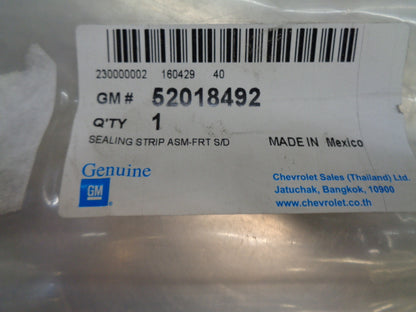 230000002 160429 40
GM # 52018492
Q'TY 1
SEALING STRIP ASM-FRT S/D MADE IN Mexico
Genuine
GM
Chevrolet Sales (Thailand) Ltd.
Jatuchak, Bangkok, 10900
www.chevrolet.co.th